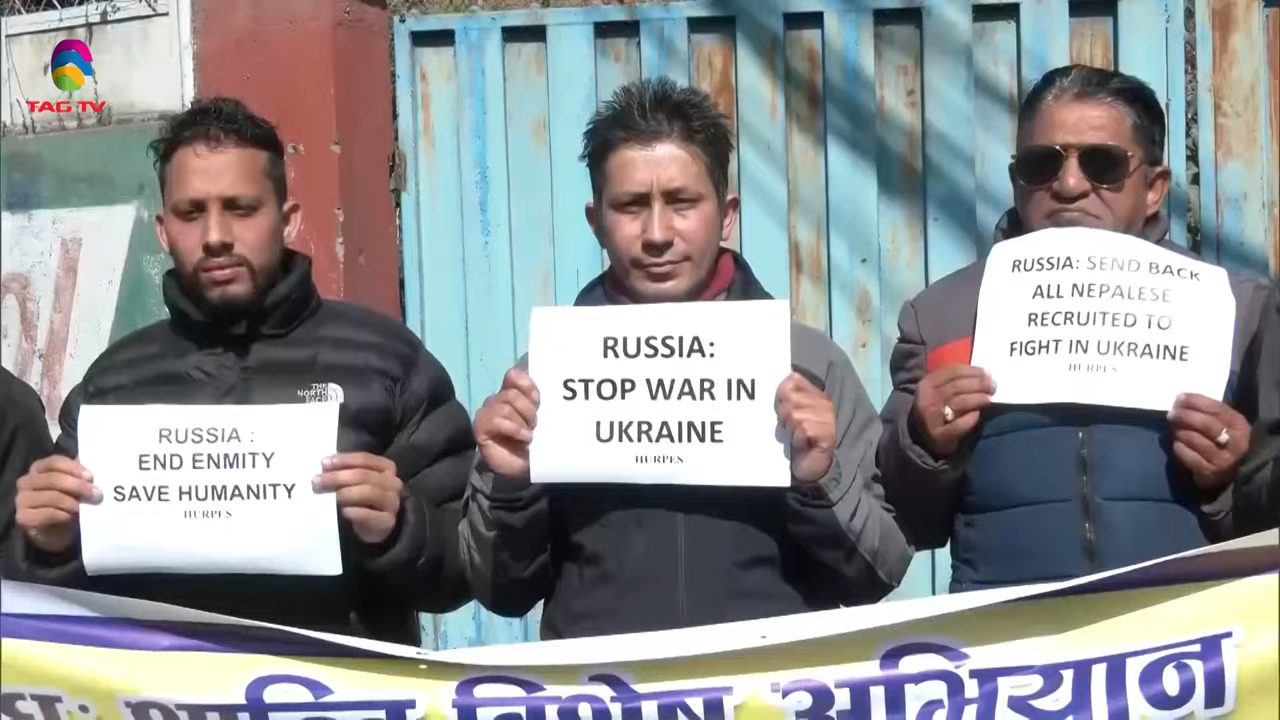 TAG TV
THE
NORTH
FACE
RUSSIA :
END ENMITY
SAVE HUMANITY
HURPES
RUSSIA:
STOP WAR IN
UKRAINE
HURPES
RUSSIA: SEND BACK
ALL NEPALESE
RECRUITED TO
FIGHT IN UKRAINE
HURPES
शान्ति विशेष अभियान